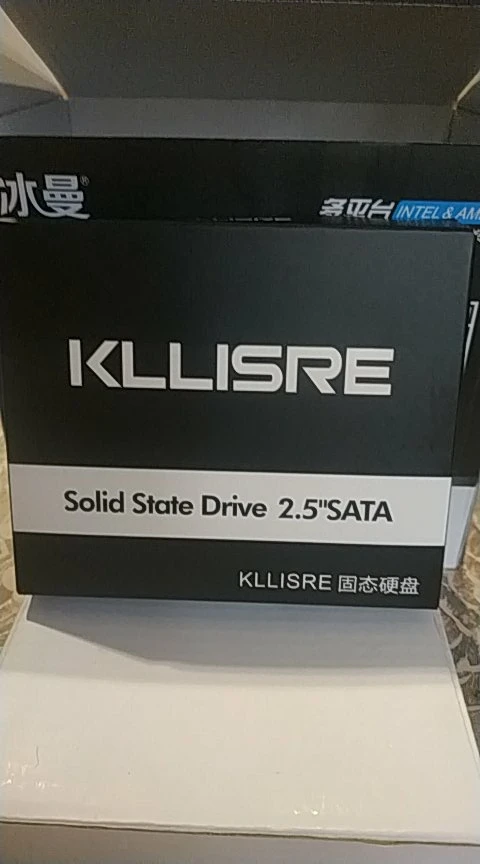 冰曼®
多平台 INTEL & AM
KLLISRE
Solid State Drive 2.5"SATA
KLLISRE 固态硬盘